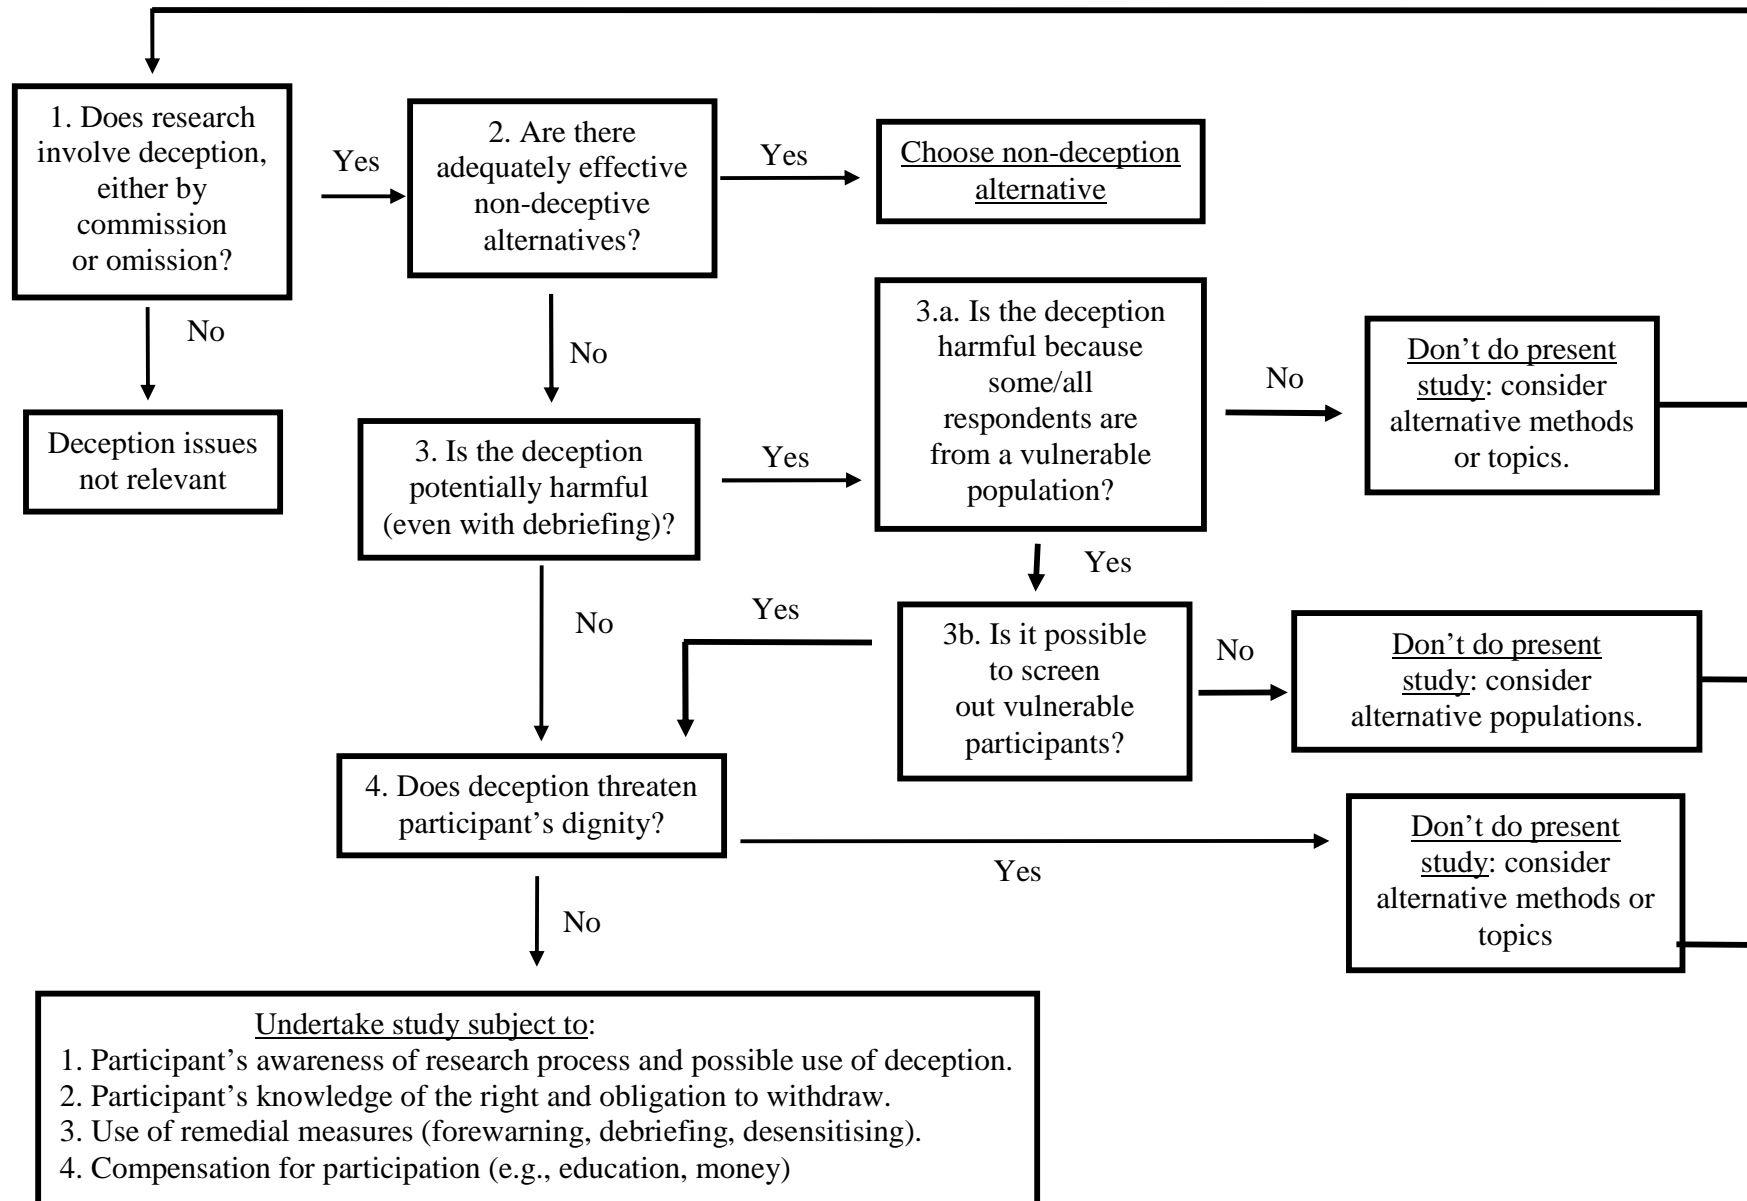 1. Does research
involve deception,
either by
commission
or omission?
Yes
2. Are there
adequately effective
non-deceptive
alternatives?
Yes
Choose non-deception
alternative
No
Deception issues
not relevant
No
3. Is the deception
potentially harmful
(even with debriefing)?
Yes
3.a. Is the deception
harmful because
some/all
respondents are
from a vulnerable
population?
No
Don’t do present
study: consider
alternative methods
or topics.
Yes
3b. Is it possible
to screen
out vulnerable
participants?
No
Don’t do present
study: consider
alternative populations.
Yes
No
4. Does deception threaten
participant’s dignity?
Yes
Don’t do present
study: consider
alternative methods or
topics
No
Undertake study subject to:
1. Participant’s awareness of research process and possible use of deception.
2. Participant’s knowledge of the right and obligation to withdraw.
3. Use of remedial measures (forewarning, debriefing, desensitising).
4. Compensation for participation (e.g., education, money)